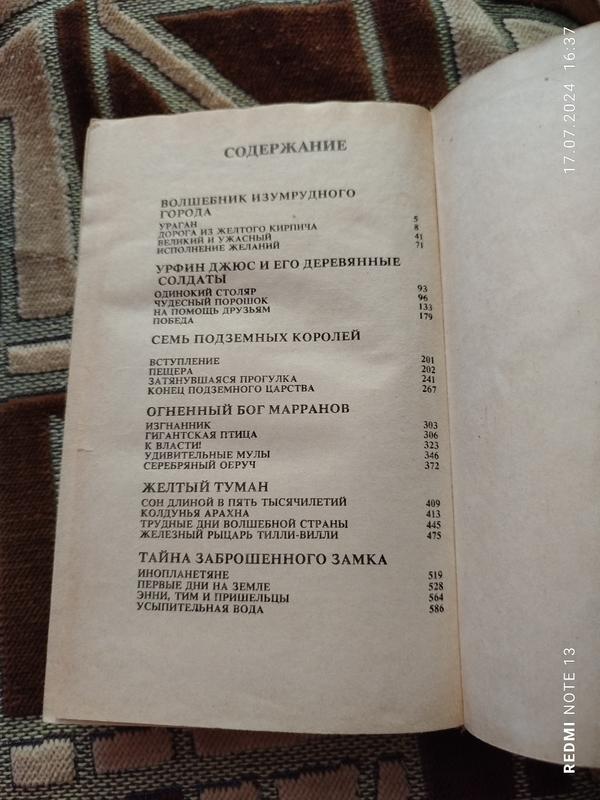 СОДЕРЖАНИЕ
ВОЛШЕБНИК ИЗУМРУДНОГО
ГОРОДА
УРАГАН 5
ДОРОГА ИЗ ЖЕЛТОГО КИРПИЧА 8
ВЕЛИКИЙ И УЖАСНЫЙ 41
ИСПОЛНЕНИЕ ЖЕЛАНИЙ 71
УРФИН ДЖЮС И ЕГО ДЕРЕВЯННЫЕ
СОЛДАТЫ
ОДИНОКИЙ СТОЛЯР 93
ЧУДЕСНЫЙ ПОРОШОК 96
НА ПОМОЩЬ ДРУЗЬЯМ 133
ПОБЕДА 179
СЕМЬ ПОДЗЕМНЫХ КОРОЛЕЙ
ВСТУПЛЕНИЕ 201
ПЕЩЕРА 202
ЗАТЯНУВШАЯСЯ ПРОГУЛКА 241
КОНЕЦ ПОДЗЕМНОГО ЦАРСТВА 267
ОГНЕННЫЙ БОГ МАРРАНОВ
ИЗГНАННИК 303
ГИГАНТСКАЯ ПТИЦА 306
К ВЛАСТИ! 323
УДИВИТЕЛЬНЫЕ МУЛЫ 346
СЕРЕБРЯНЫЙ ОЕРУЧ 372
ЖЕЛТЫЙ ТУМАН
СОН ДЛИНОЙ В ПЯТЬ ТЫСЯЧИЛЕТИЙ 409
КОЛДУНЬЯ АРАХНА 413
ТРУДНЫЕ ДНИ ВОЛШЕБНОЙ СТРАНЫ 445
ЖЕЛЕЗНЫЙ РЫЦАРЬ ТИЛЛИ-ВИЛЛИ 475
ТАЙНА ЗАБРОШЕННОГО ЗАМКА
ИНОПЛАНЕТЯНЕ 519
ПЕРВЫЕ ДНИ НА ЗЕМЛЕ 528
ЭННИ, ТИМ И ПРИШЕЛЬЦЫ 564
УСЫПИТЕЛЬНАЯ ВОДА 586
17.07.2024 16:37
REDMI NOTE 13